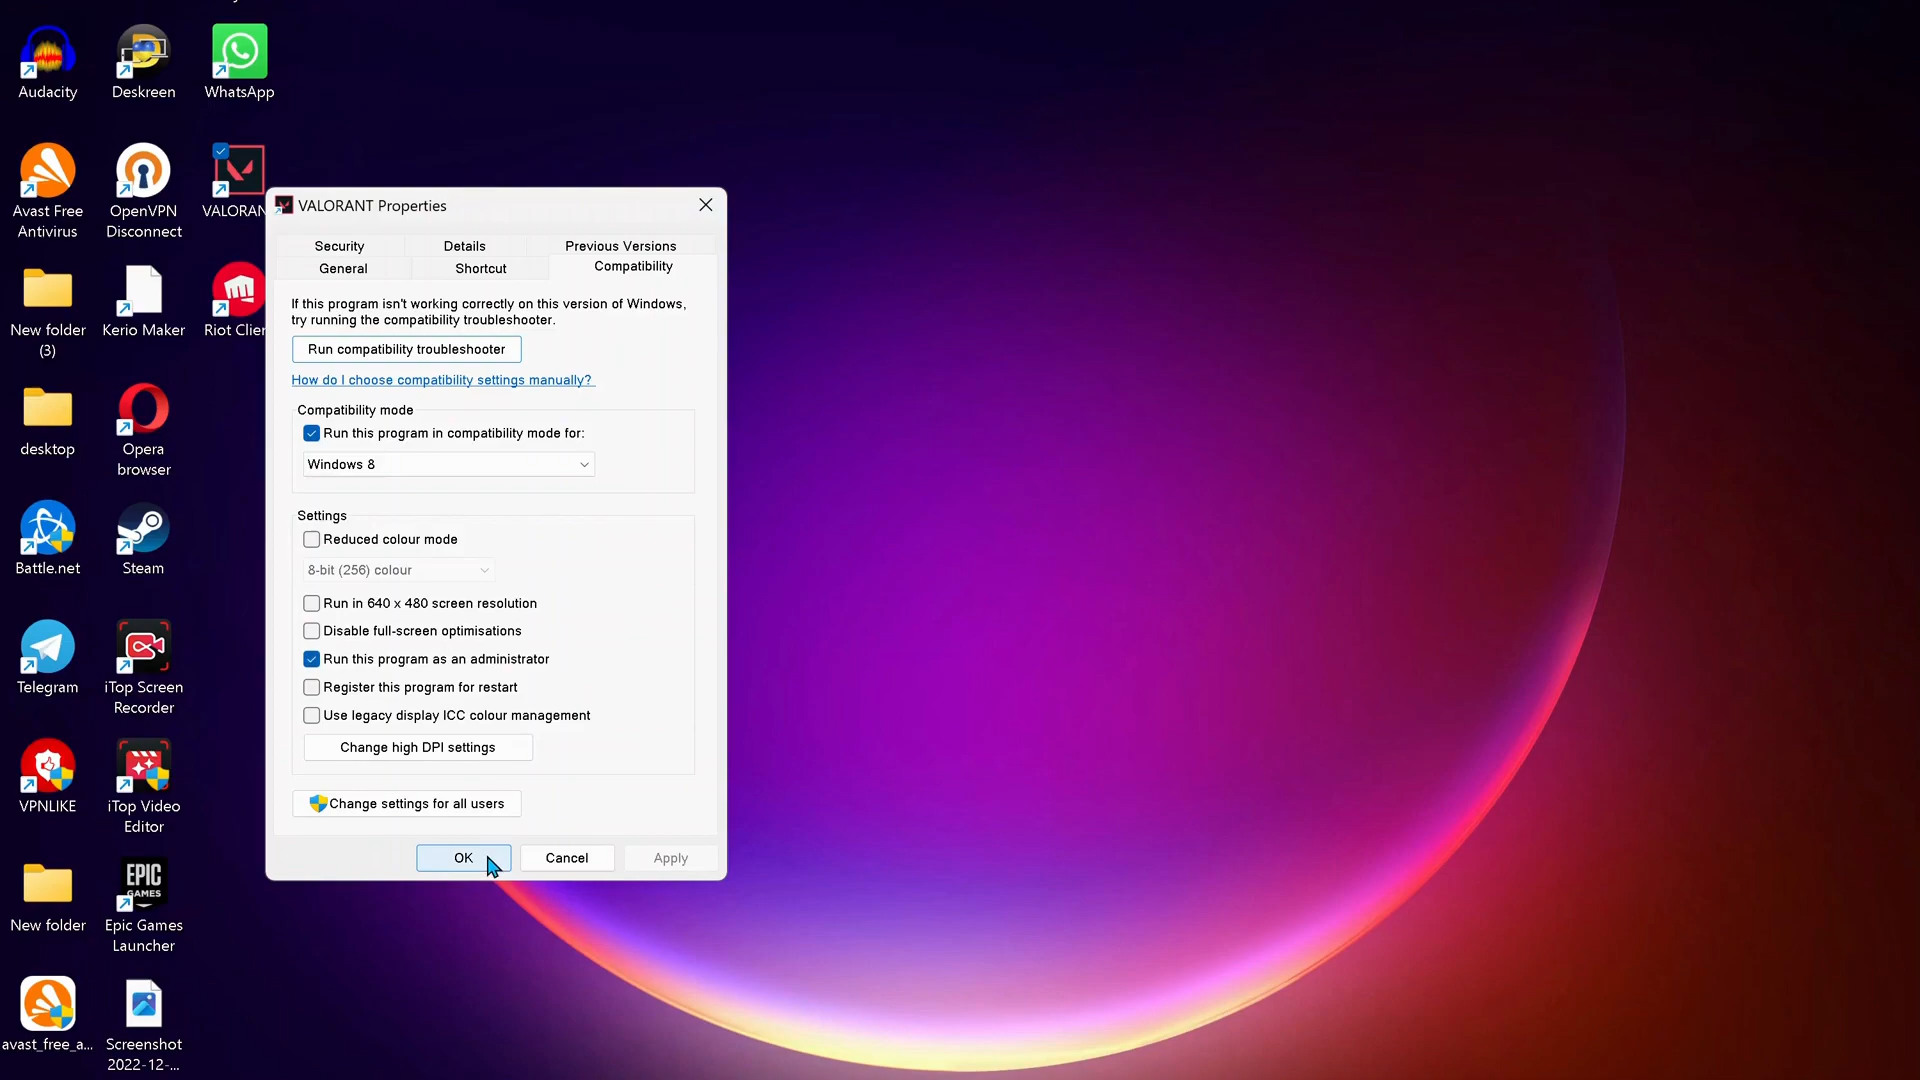 Audacity
Deskreen
WhatsApp
Avast Free
Antivirus
OpenVPN
Disconnect
VALORAN
New folder
(3)
Kerio Maker
Riot Clien
desktop
Opera
browser
Battle.net
Steam
Telegram
iTop Screen
Recorder
VPNLIKE
iTop Video
Editor
New folder
EPIC
GAMES
Epic Games
Launcher
avast_free_a...
Screenshot
2022-12-...
VALORANT Properties
Security
Details
Previous Versions
General
Shortcut
Compatibility
If this program isn't working correctly on this version of Windows,
try running the compatibility troubleshooter.
Run compatibility troubleshooter
How do I choose compatibility settings manually?
Compatibility mode
Run this program in compatibility mode for:
Windows 8
Settings
Reduced colour mode
8-bit (256) colour
Run in 640 x 480 screen resolution
Disable full-screen optimisations
Run this program as an administrator
Register this program for restart
Use legacy display ICC colour management
Change high DPI settings
Change settings for all users
OK
Cancel
Apply